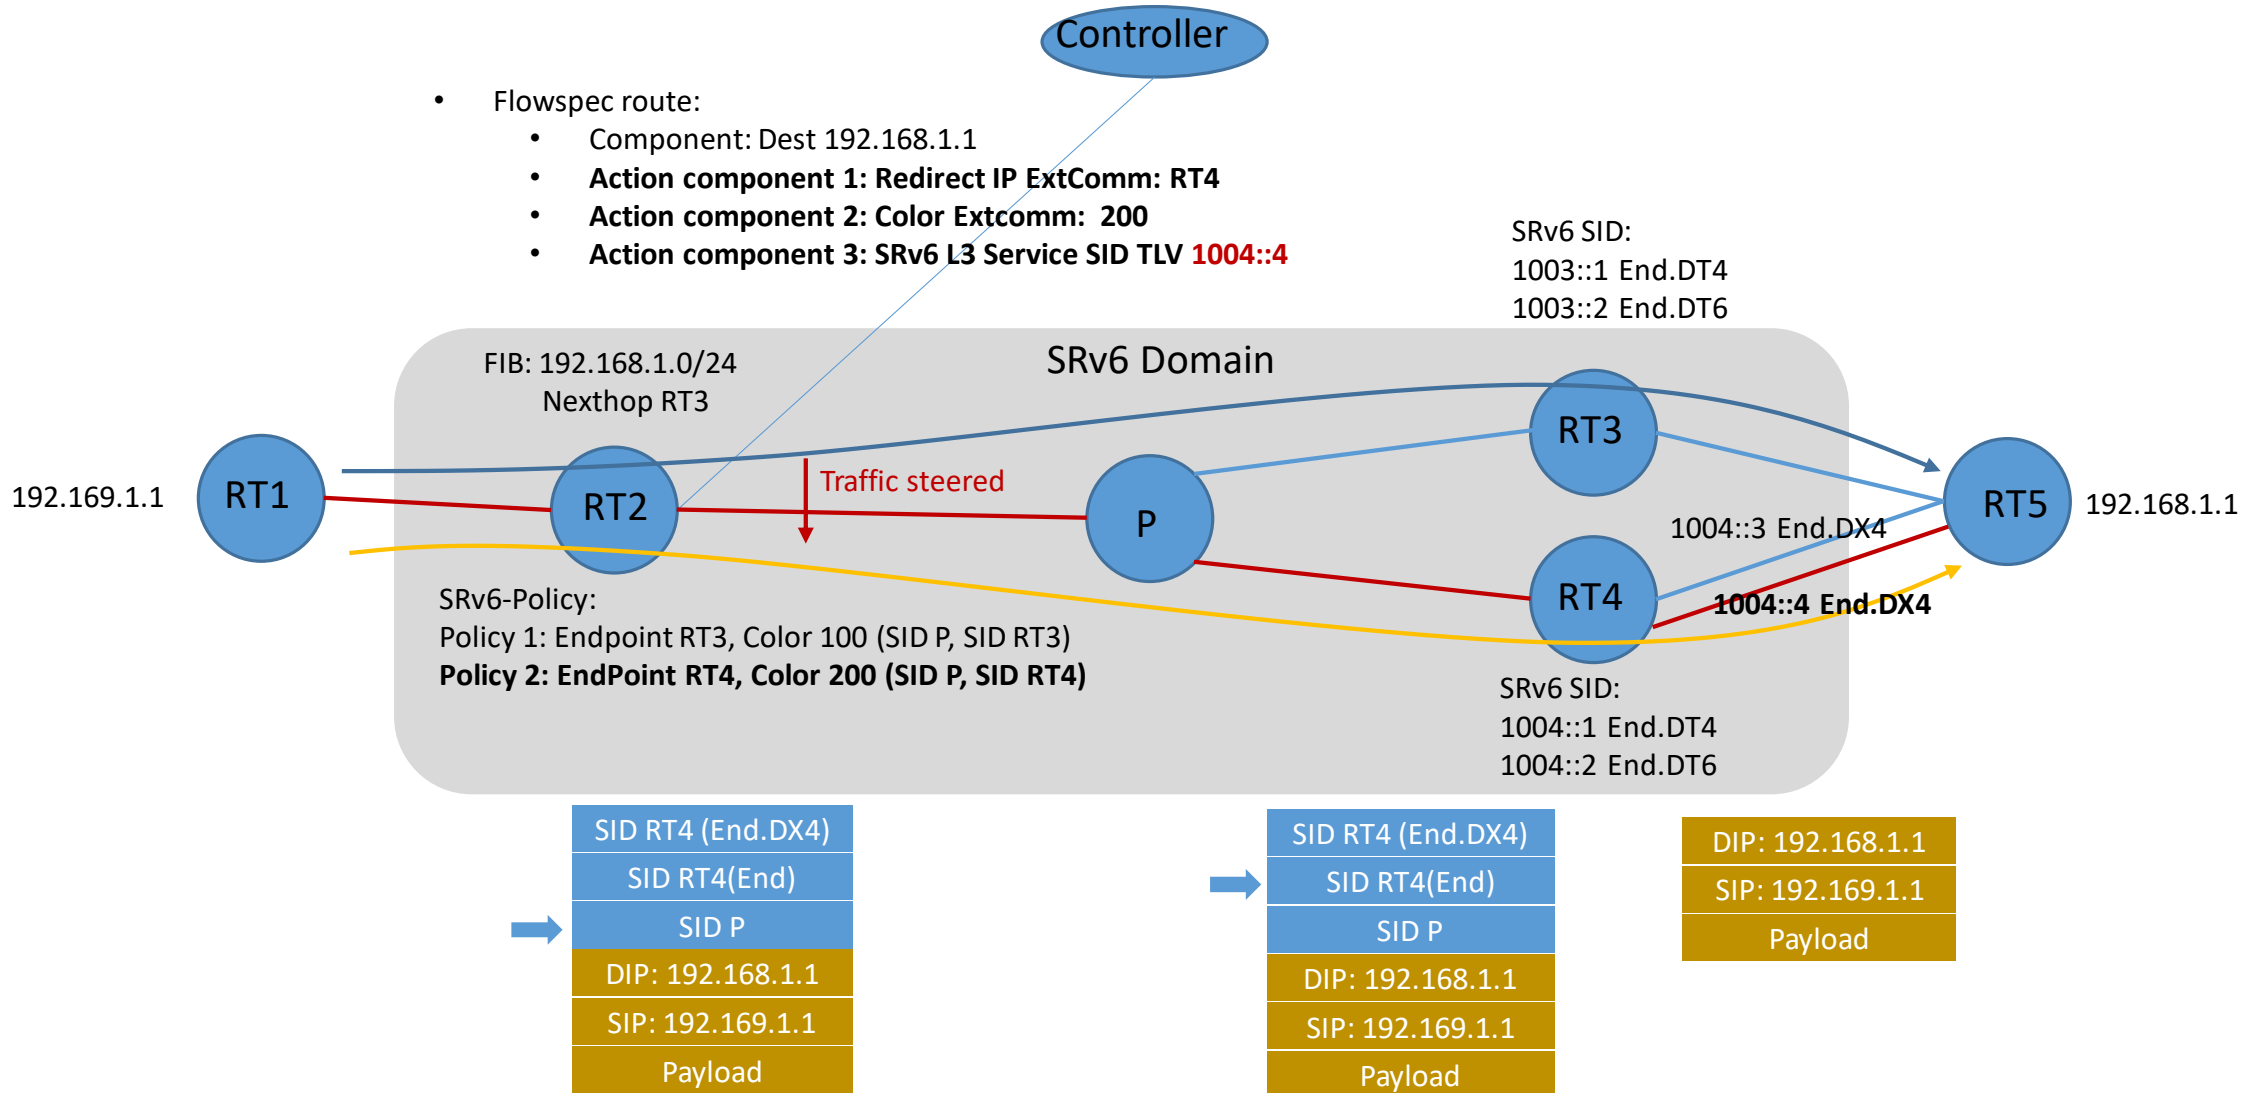 Controller
• Flowspec route:
• Component: Dest 192.168.1.1
• Action component 1: Redirect IP ExtComm: RT4
• Action component 2: Color Extcomm: 200
• Action component 3: SRv6 L3 Service SID TLV 1004::4
SRv6 SID:
1003::1 End.DT4
1003::2 End.DT6
FIB: 192.168.1.0/24
Nexthop RT3
SRv6 Domain
192.169.1.1
RT1
RT2
Traffic steered
P
RT3
RT4
1004::3 End.DX4
1004::4 End.DX4
RT5
192.168.1.1
SRv6-Policy:
Policy 1: Endpoint RT3, Color 100 (SID P, SID RT3)
Policy 2: EndPoint RT4, Color 200 (SID P, SID RT4)
SRv6 SID:
1004::1 End.DT4
1004::2 End.DT6
SID RT4 (End.DX4)
SID RT4(End)
SID P
DIP: 192.168.1.1
SIP: 192.169.1.1
Payload
SID RT4 (End.DX4)
SID RT4(End)
SID P
DIP: 192.168.1.1
SIP: 192.169.1.1
Payload
DIP: 192.168.1.1
SIP: 192.169.1.1
Payload